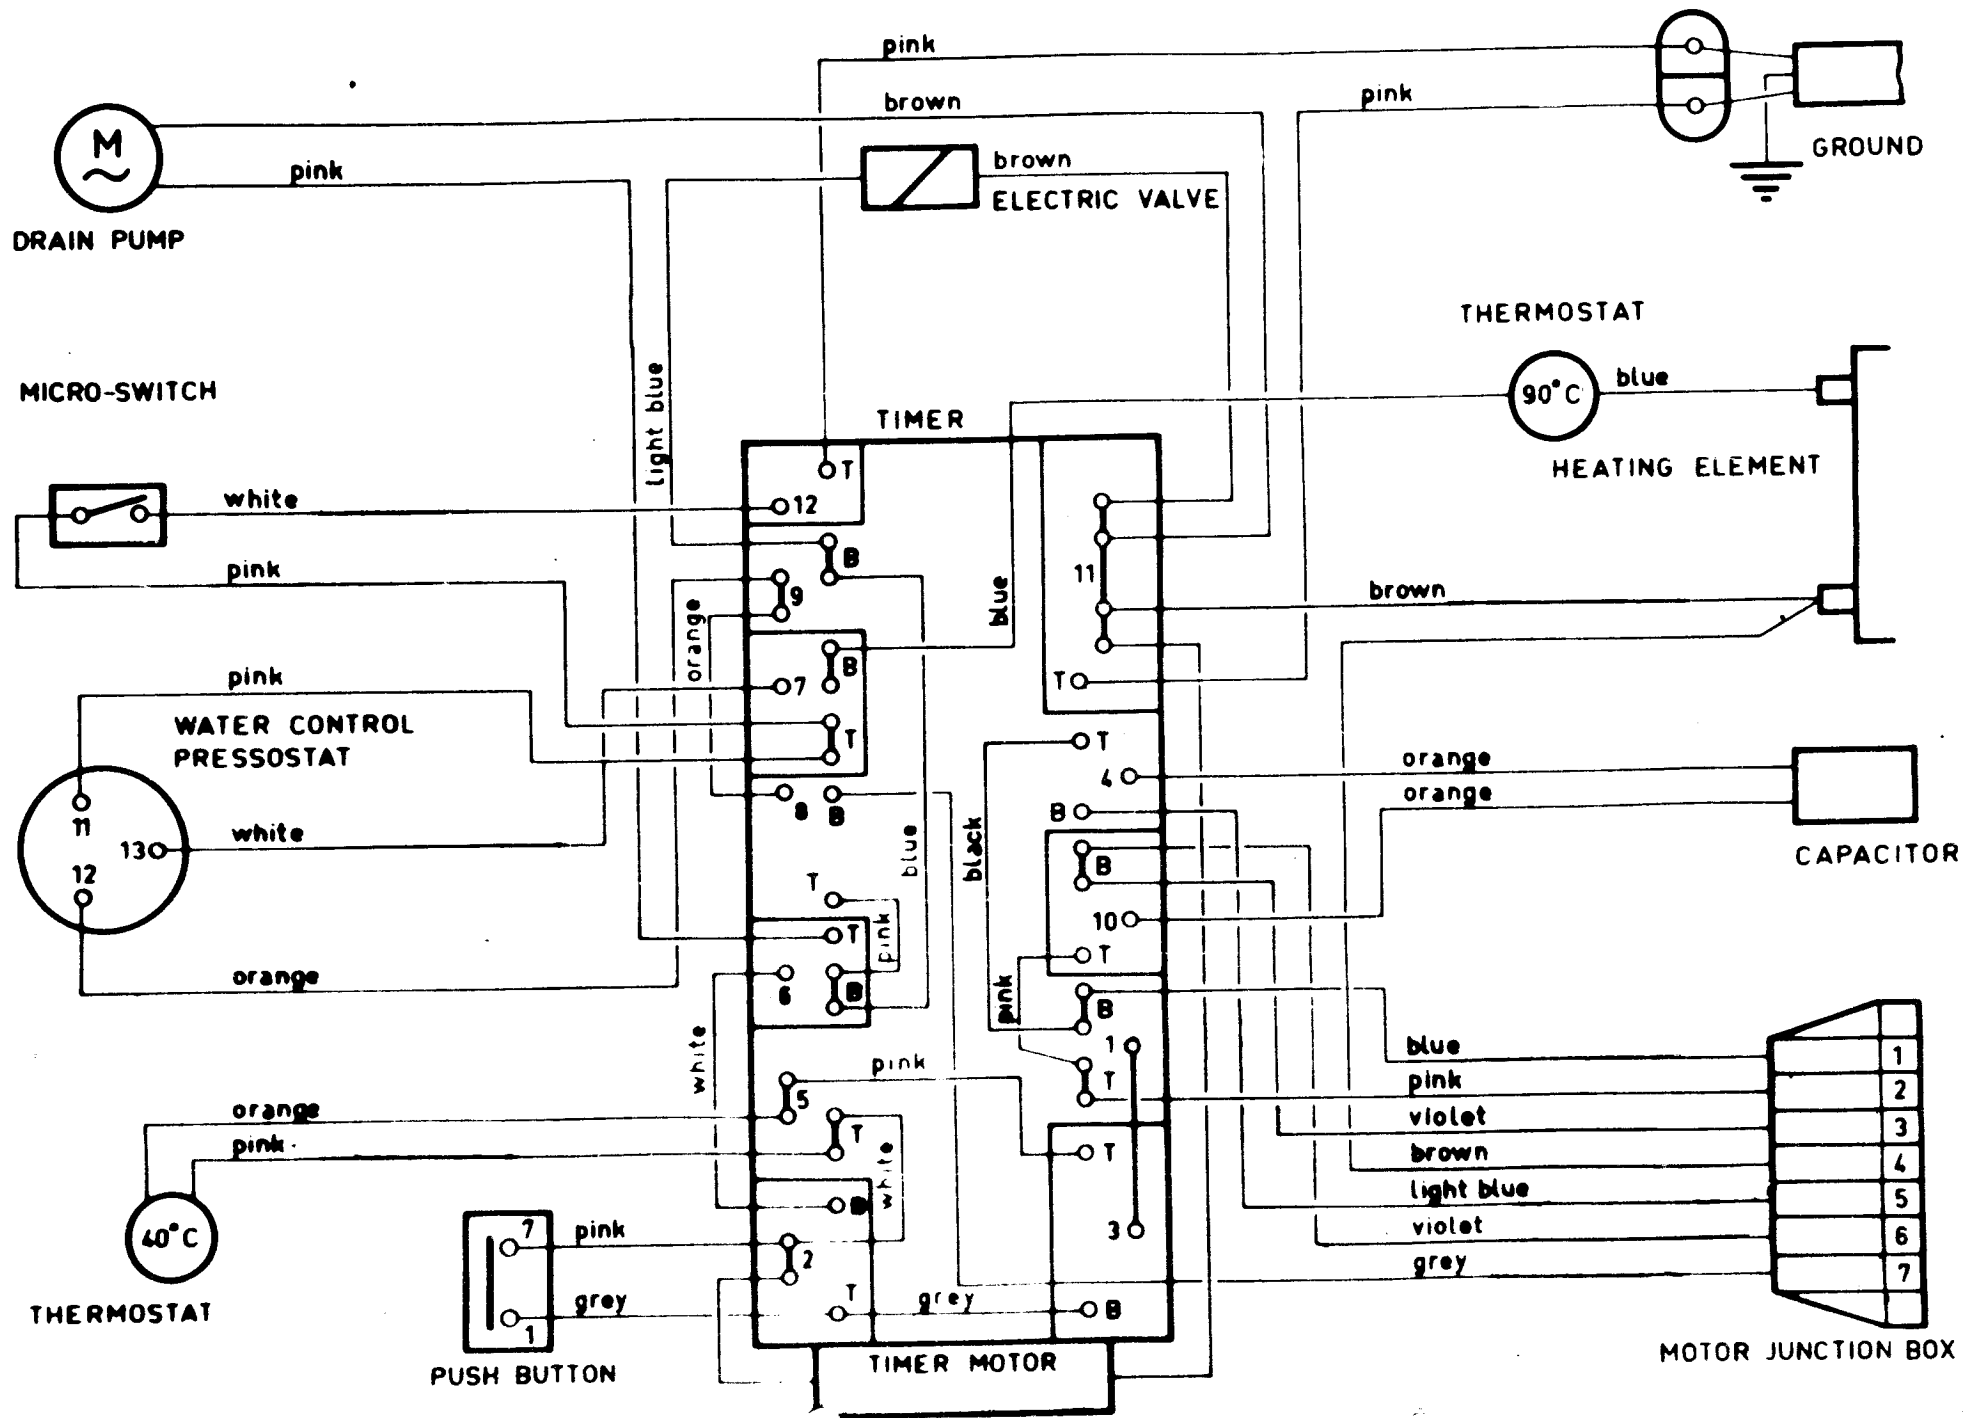 pink
brown
pink
GROUND
M
pink
brown
ELECTRIC VALVE
DRAIN PUMP
THERMOSTAT
90°C
blue
MICRO-SWITCH
light blue
TIMER
HEATING ELEMENT
T
white
12
B
11
pink
9
orange
blue
brown
B
7
pink
T
T
WATER CONTROL
PRESSOSTAT
T
4
orange
orange
8
B
B
11
white
13
12
black
blue
CAPACITOR
T
B
10
T
pink
T
pink
6
B
orange
B
white
1
pink
T
blue
1
pink
2
orange
5
violet
3
pink
T
T
brown
4
white
light blue
5
B
7
pink
2
violet
6
3
grey
7
40°C
THERMOSTAT
grey
1
T
grey
B
PUSH BUTTON
TIMER MOTOR
MOTOR JUNCTION BOX